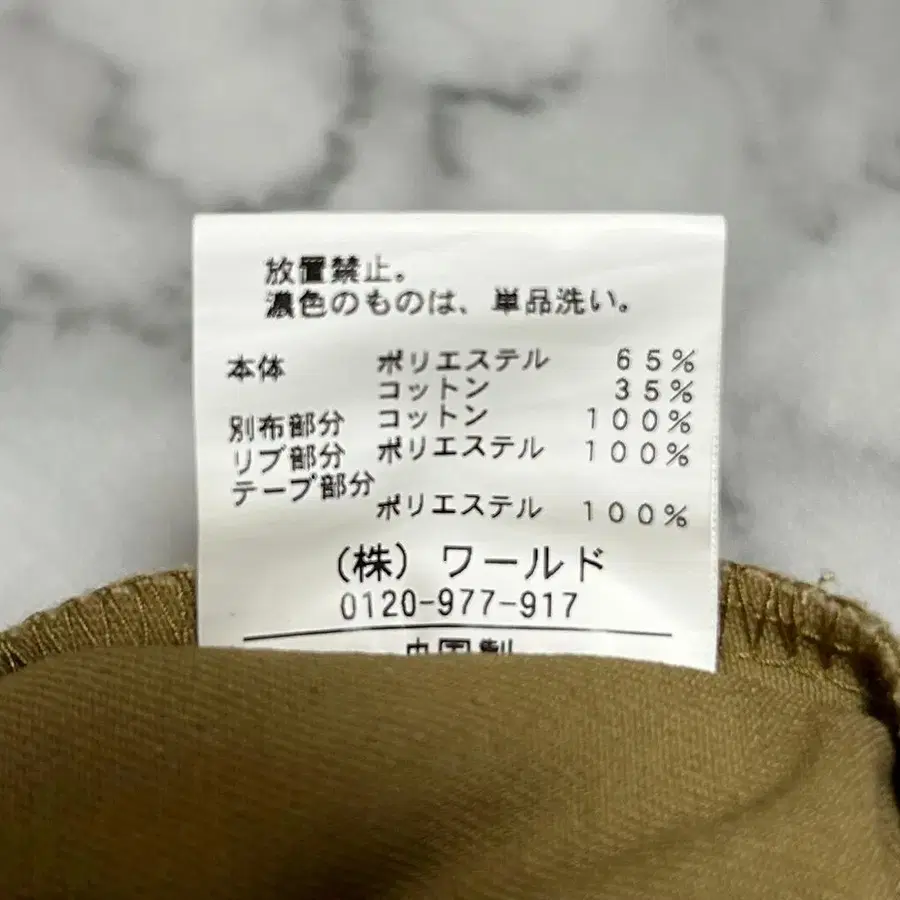 放置禁止。
濃色のものは、単品洗い。
本体 ポリエステル 65%
コットン 35%
別布部分 コットン 100%
リブ部分 ポリエステル 100%
テープ部分
ポリエステル 100%
(株) ワールド
0120-977-917
中国製